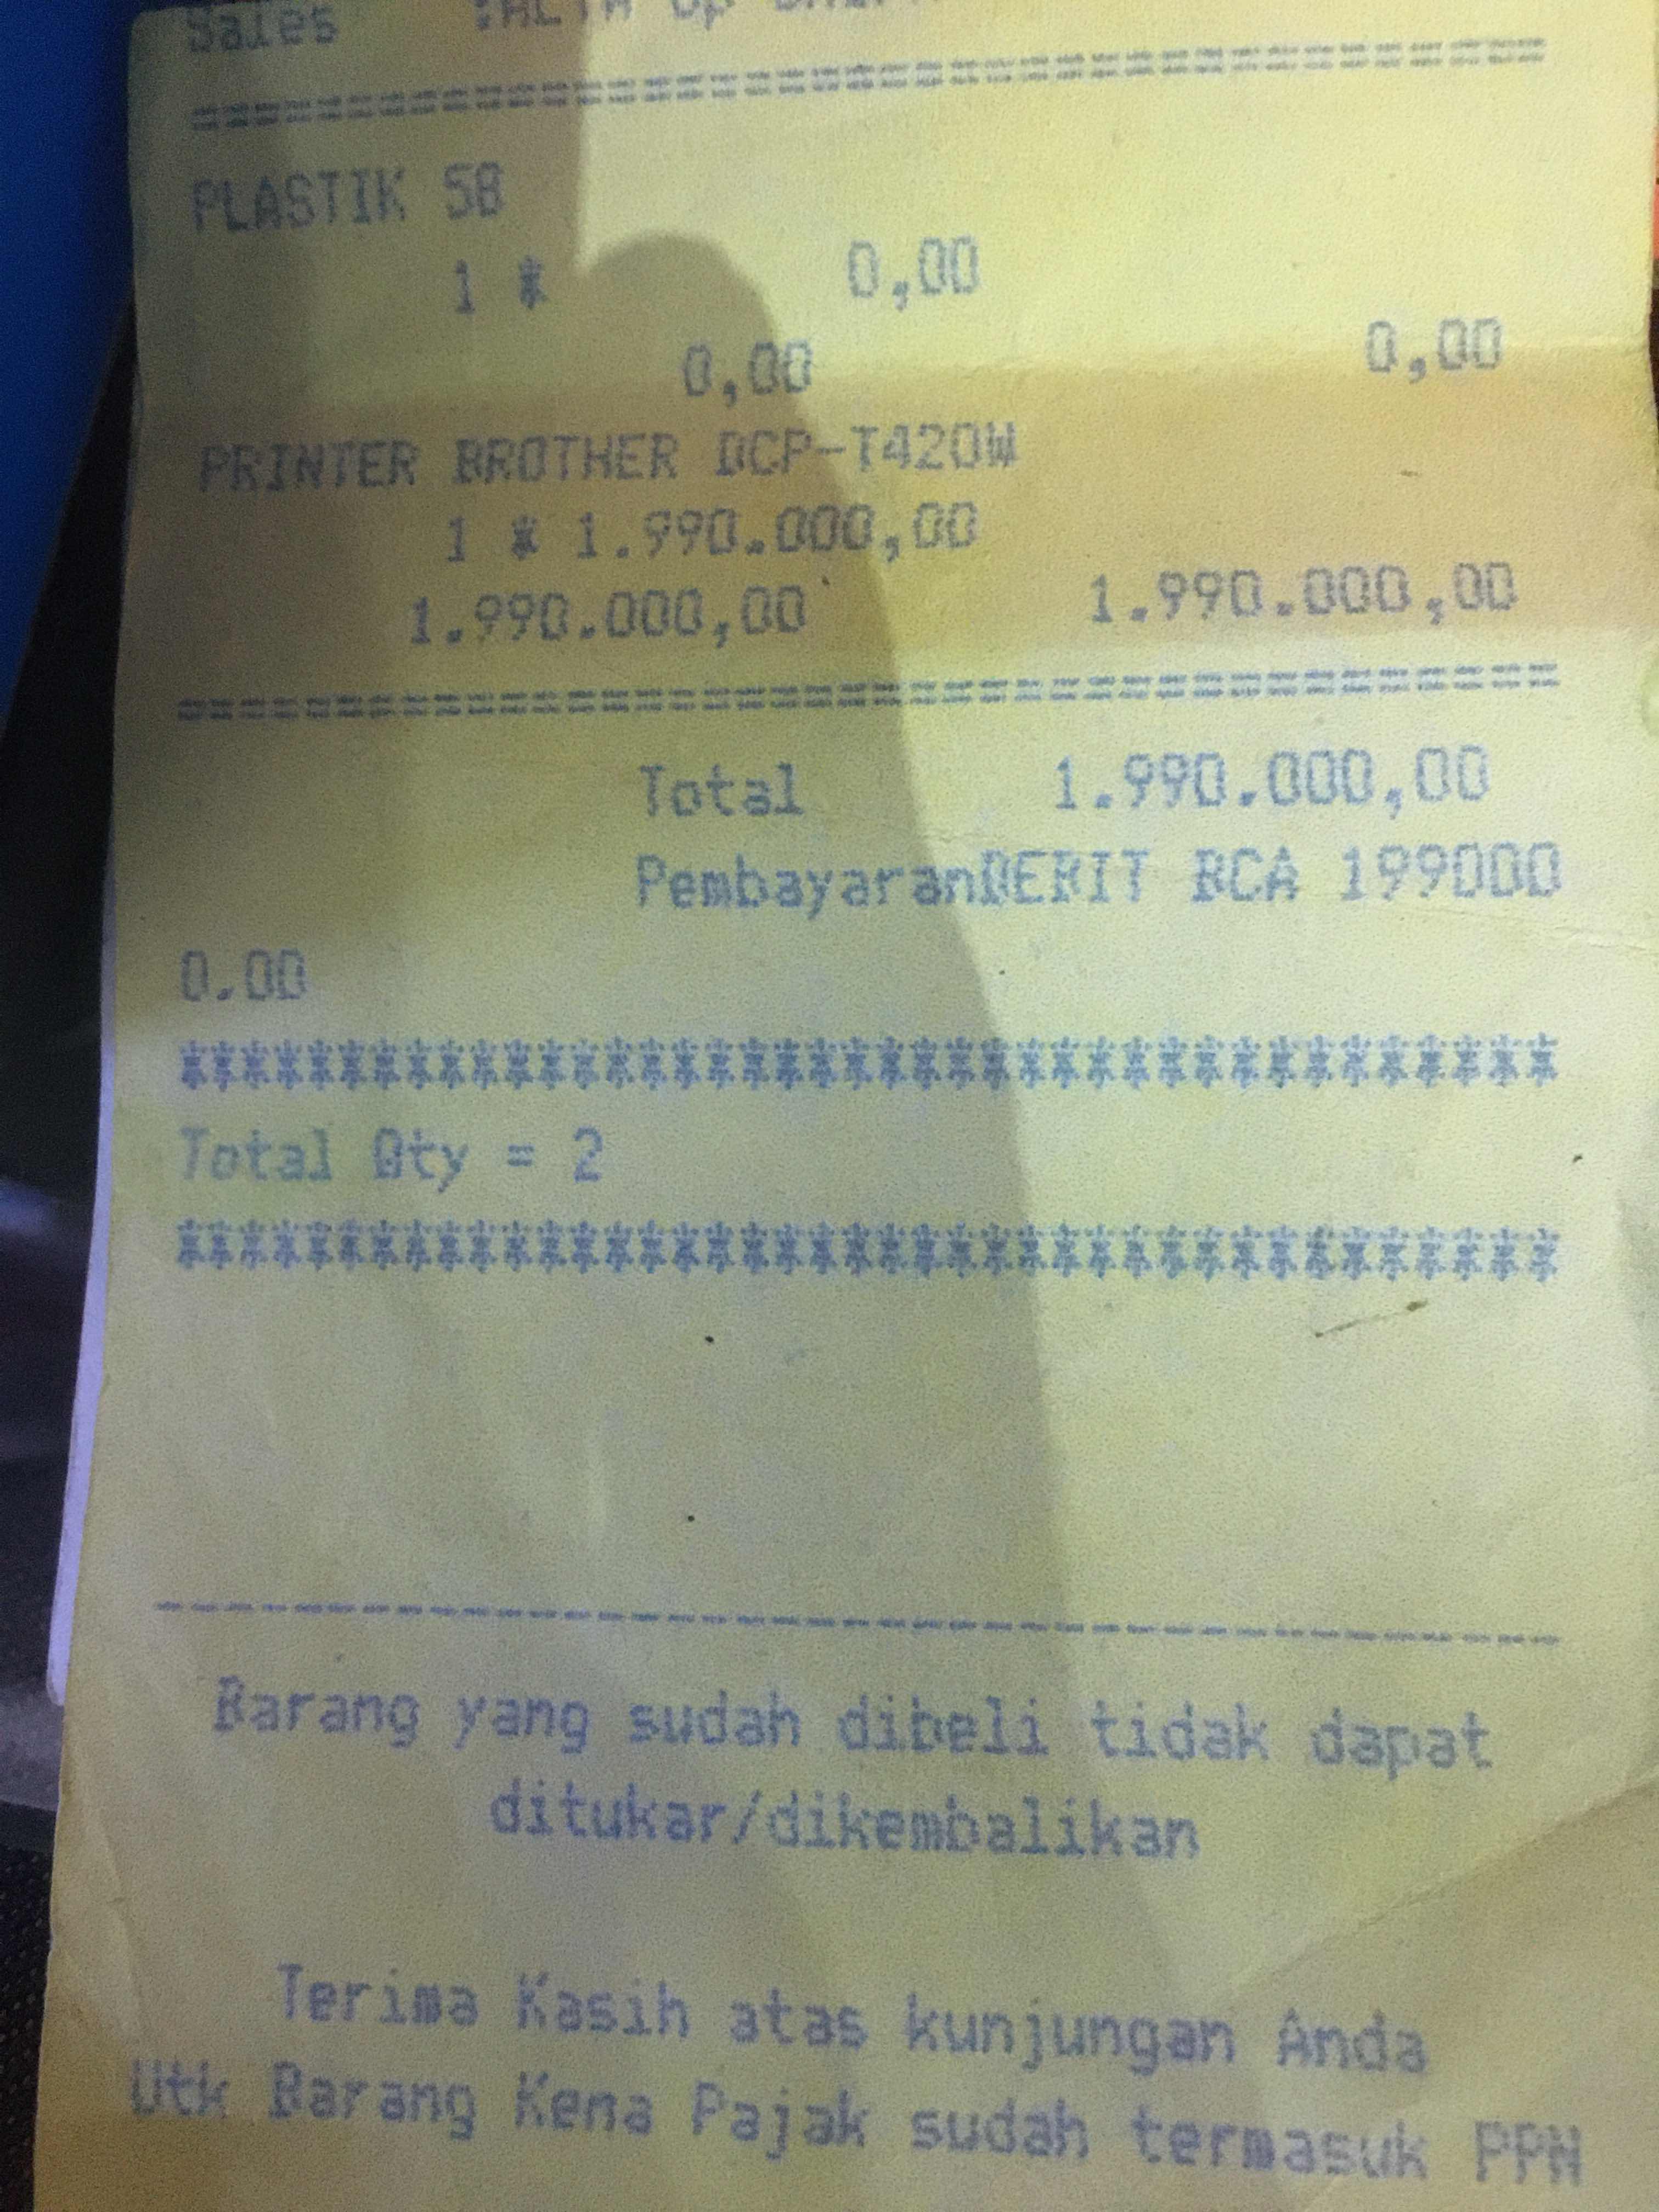 Sales :ALTA Op
================================================
PLASTIK 58
1 * 0,00
0,00 0,00
PRINTER BROTHER DCP-T420W
1 * 1.990.000,00
1.990.000,00 1.990.000,00
================================================
Total 1.990.000,00
PembayaranDEBIT BCA 199000
0.00
****************************************
Total Qty = 2
****************************************
----------------------------------------
Barang yang sudah dibeli tidak dapat
ditukar/dikembalikan
Terima Kasih atas kunjungan Anda
Utk Barang Kena Pajak sudah termasuk PPN